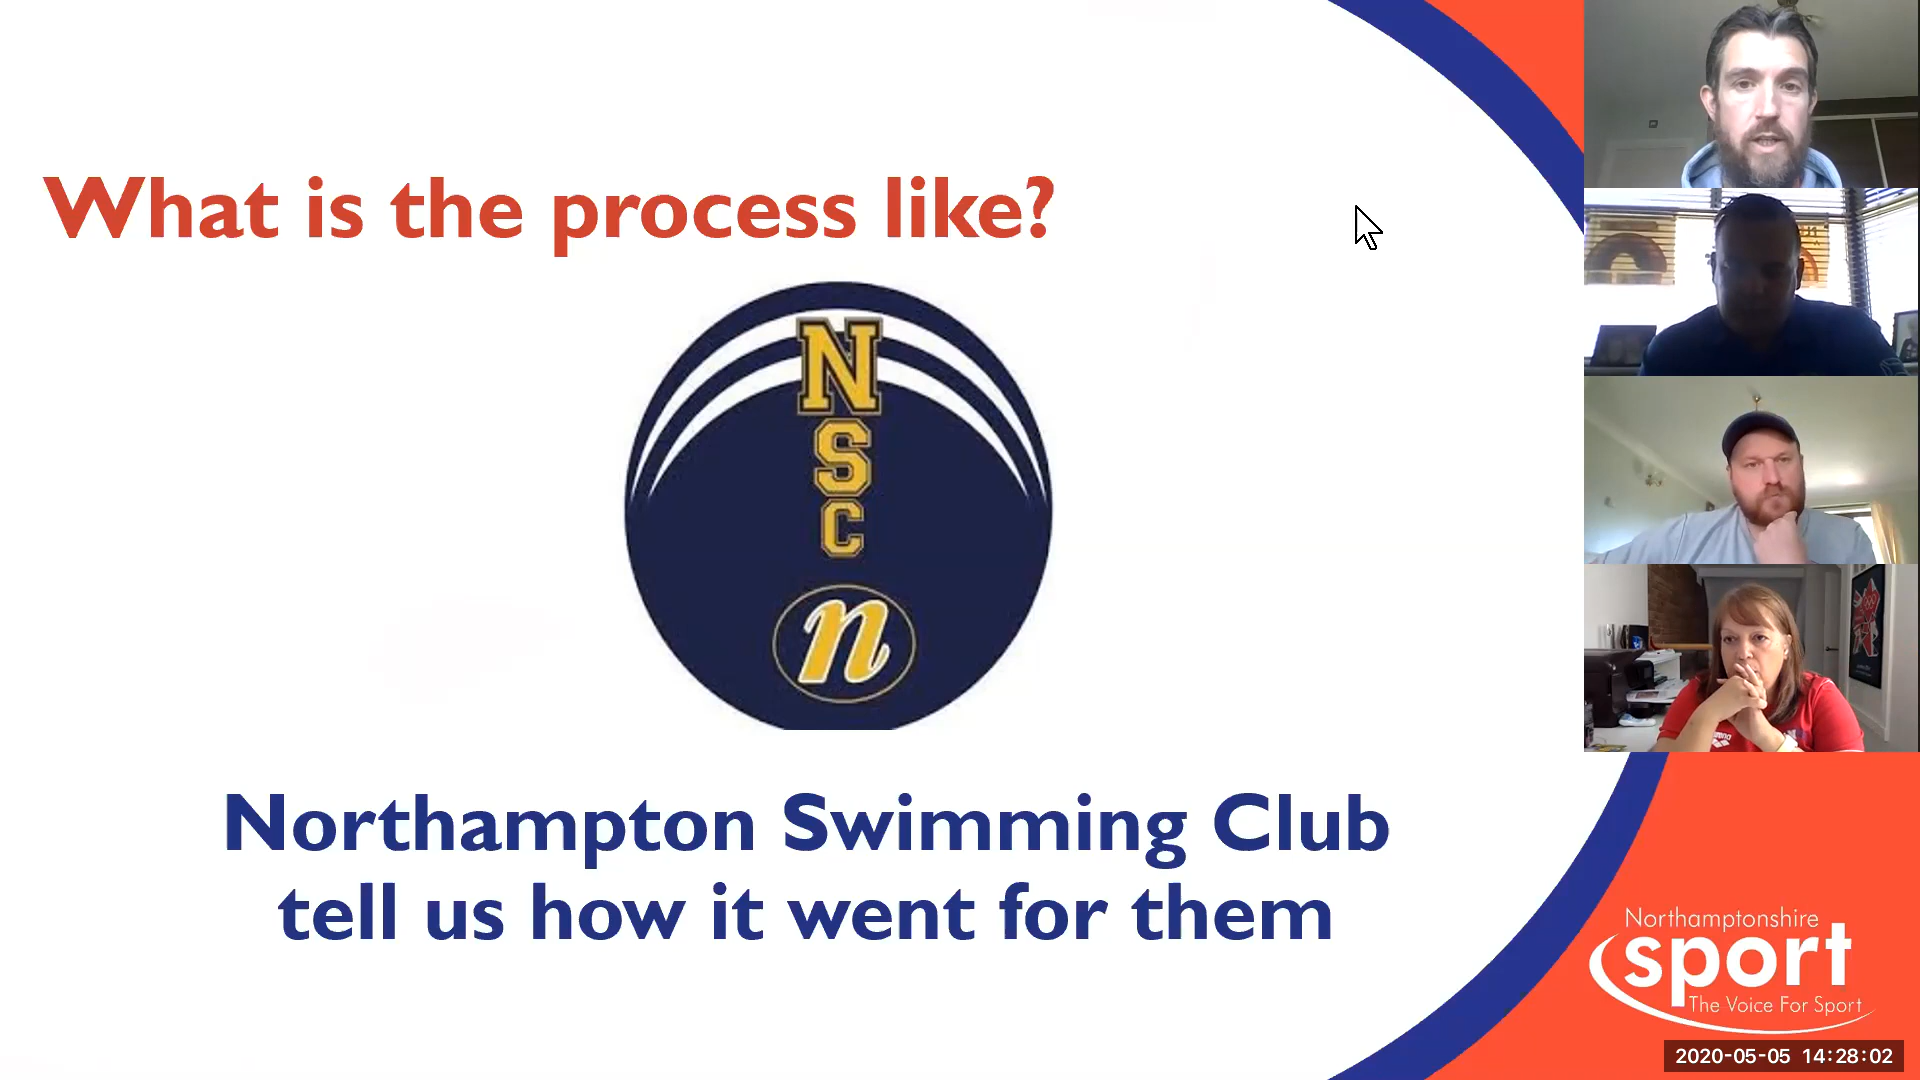 What is the process like?
N
S
C
n
Northampton Swimming Club
tell us how it went for them
Northamptonshire
sport
The Voice For Sport
2020-05-05 14:28:02